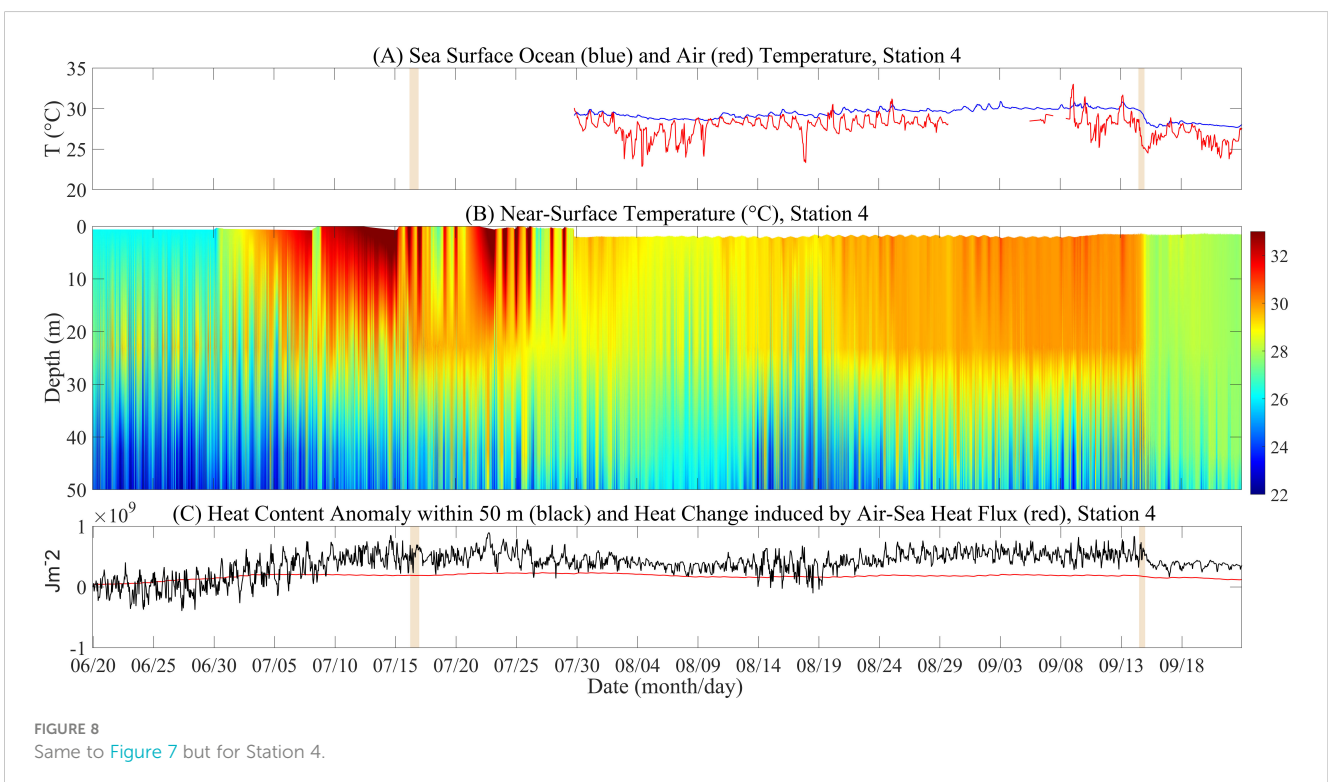 (A) Sea Surface Ocean (blue) and Air (red) Temperature, Station 4
35
30
25
20
T (°C)
(B) Near-Surface Temperature (°C), Station 4
0
10
20
30
40
50
Depth (m)
32
30
28
26
24
22
×10^9
(C) Heat Content Anomaly within 50 m (black) and Heat Change induced by Air-Sea Heat Flux (red), Station 4
1
0
-1
Jm^-2
06/20 06/25 06/30 07/05 07/10 07/15 07/20 07/25 07/30 08/04 08/09 08/14 08/19 08/24 08/29 09/03 09/08 09/13 09/18
Date (month/day)
FIGURE 8
Same to Figure 7 but for Station 4.